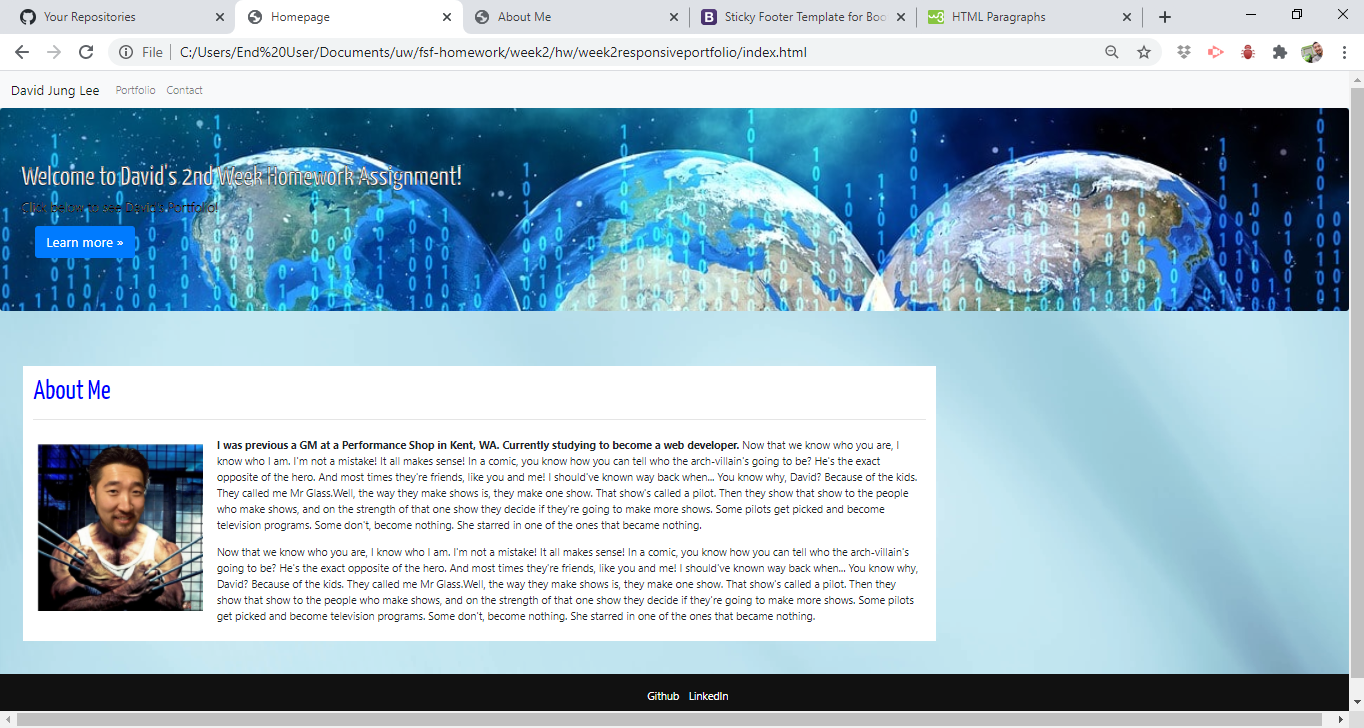 Your Repositories
Homepage
About Me
Sticky Footer Template for Boo
HTML Paragraphs
File
C:/Users/End%20User/Documents/uw/fsf-homework/week2/hw/week2responsiveportfolio/index.html
David Jung Lee Portfolio Contact
Welcome to David's 2nd Week Homework Assignment!
Click below to see David's Portfolio!
Learn more »
About Me
I was previous a GM at a Performance Shop in Kent, WA. Currently studying to become a web developer. Now that we know who you are, I
know who I am. I'm not a mistake! It all makes sense! In a comic, you know how you can tell who the arch-villain's going to be? He's the exact
opposite of the hero. And most times they're friends, like you and me! I should've known way back when... You know why, David? Because of the kids.
They called me Mr Glass.Well, the way they make shows is, they make one show. That show's called a pilot. Then they show that show to the people
who make shows, and on the strength of that one show they decide if they're going to make more shows. Some pilots get picked and become
television programs. Some don't, become nothing. She starred in one of the ones that became nothing.
Now that we know who you are, I know who I am. I'm not a mistake! It all makes sense! In a comic, you know how you can tell who the arch-villain's
going to be? He's the exact opposite of the hero. And most times they're friends, like you and me! I should've known way back when... You know why,
David? Because of the kids. They called me Mr Glass.Well, the way they make shows is, they make one show. That show's called a pilot. Then they
show that show to the people who make shows, and on the strength of that one show they decide if they're going to make more shows. Some pilots
get picked and become television programs. Some don't, become nothing. She starred in one of the ones that became nothing.
Github LinkedIn